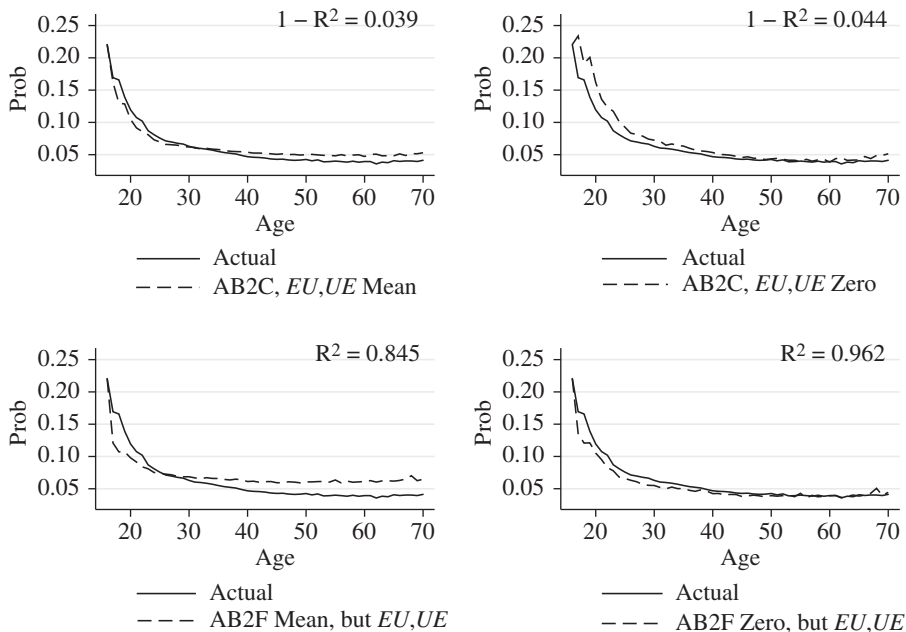 1 – R² = 0.039
0.25
0.20
0.15
0.10
0.05
Prob
20 30 40 50 60 70
Age
Actual
AB2C, EU,UE Mean
1 – R² = 0.044
0.25
0.20
0.15
0.10
0.05
Prob
20 30 40 50 60 70
Age
Actual
AB2C, EU,UE Zero
R² = 0.845
0.25
0.20
0.15
0.10
0.05
Prob
20 30 40 50 60 70
Age
Actual
AB2F Mean, but EU,UE
R² = 0.962
0.25
0.20
0.15
0.10
0.05
Prob
20 30 40 50 60 70
Age
Actual
AB2F Zero, but EU,UE